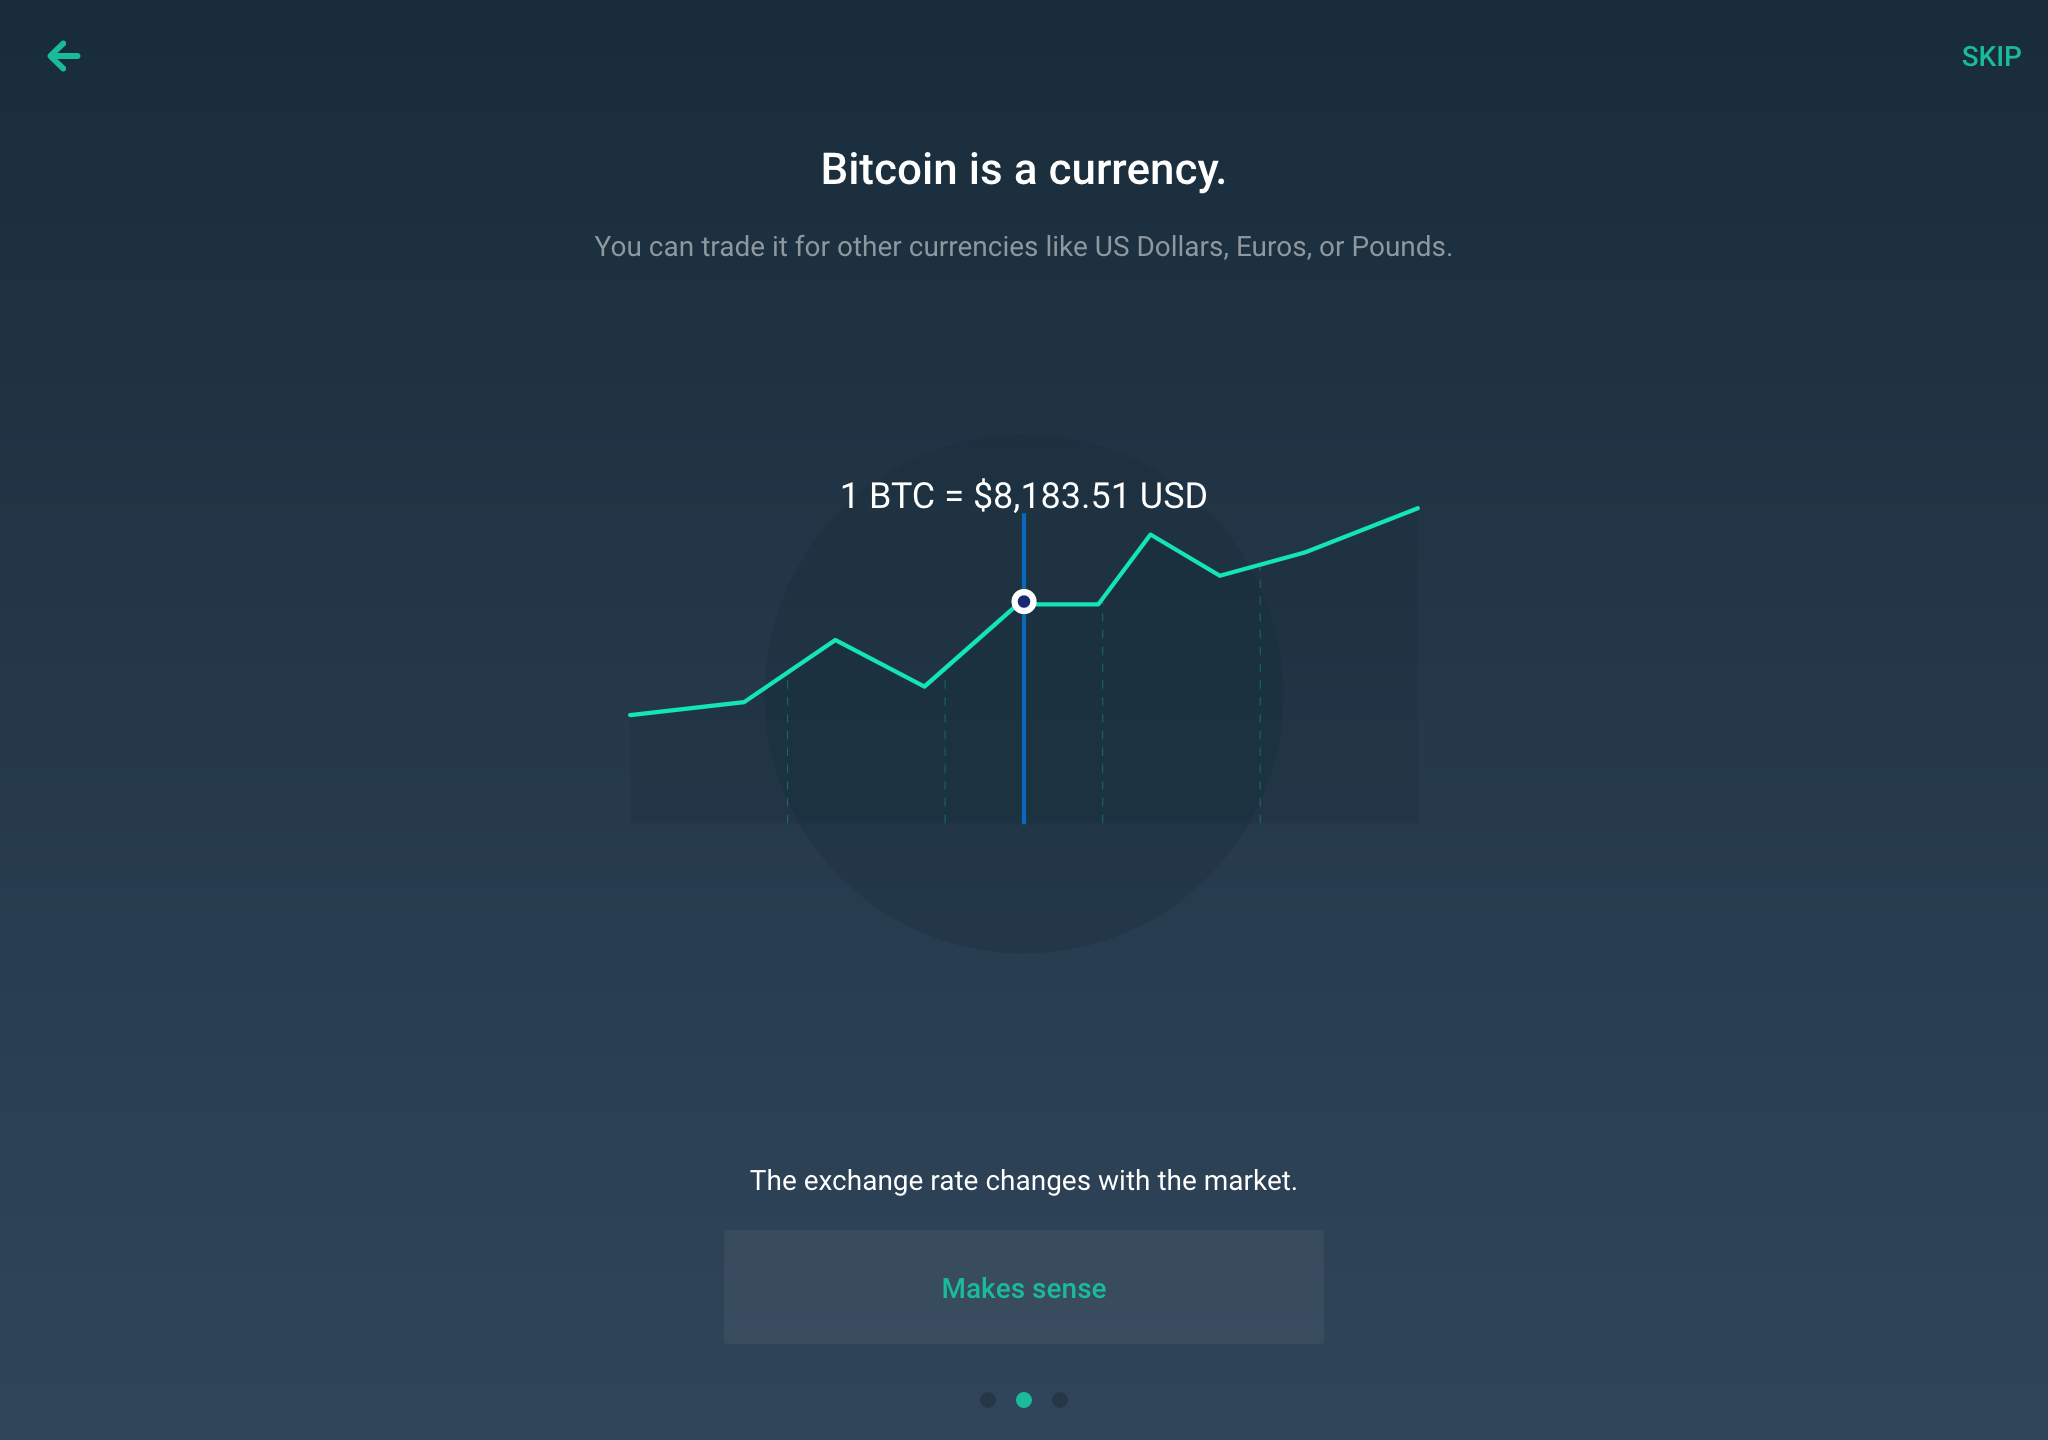 SKIP
Bitcoin is a currency.
You can trade it for other currencies like US Dollars, Euros, or Pounds.
1 BTC = $8,183.51 USD
The exchange rate changes with the market.
Makes sense